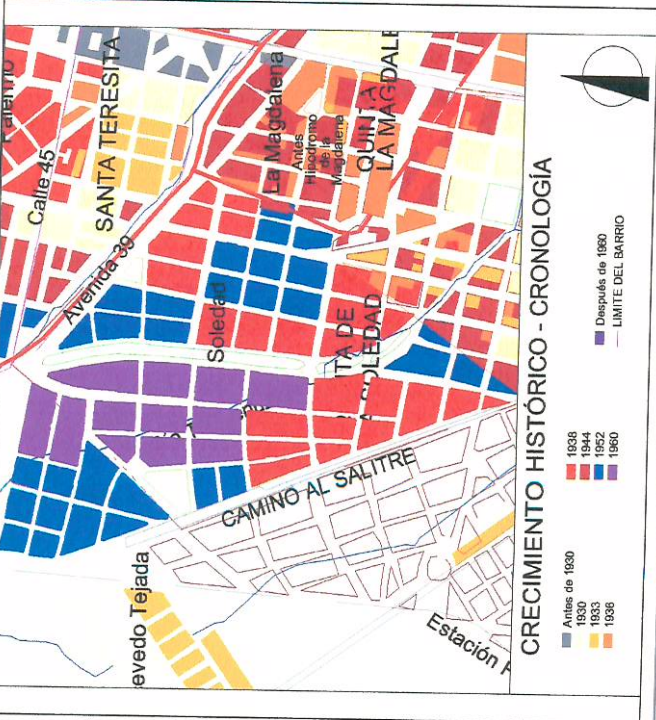 Calle 45
SANTA TERESITA
Avenida 39
La Magdalena
Antes
Hipodromo
de la
Magdalena
QUINTA
LA MAGDALE
Soledad
TA DE
SOLEDAD
CAMINO AL SALITRE
evedo Tejada
Estación
CRECIMIENTO HISTÓRICO - CRONOLOGÍA
Antes de 1930
1930
1933
1936
1938
1944
1952
1960
Después de 1960
LIMITE DEL BARRIO